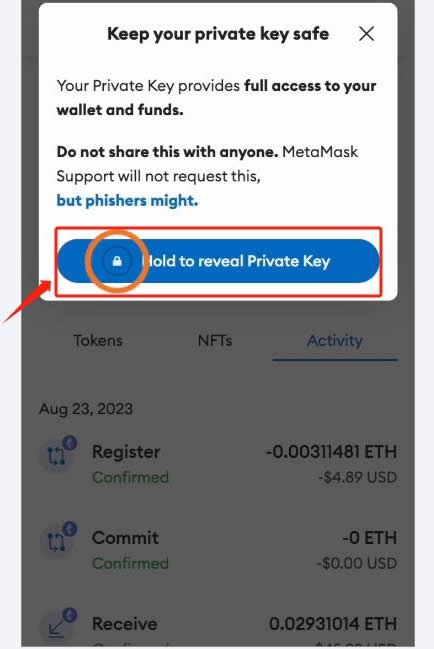 Keep your private key safe
Your Private Key provides full access to your
wallet and funds.
Do not share this with anyone. MetaMask
Support will not request this,
but phishers might.
Hold to reveal Private Key
Tokens NFTs Activity
Aug 23, 2023
Register -0.00311481 ETH
Confirmed -$4.89 USD
Commit -0 ETH
Confirmed -$0.00 USD
Receive 0.02931014 ETH